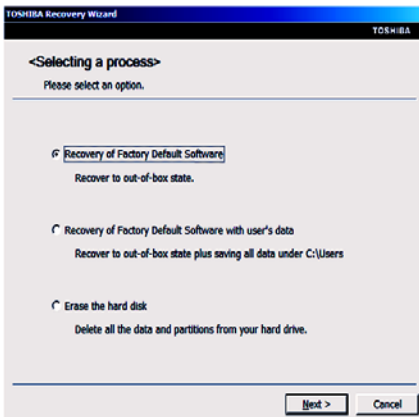 TOSHIBA Recovery Wizard
TOSHIBA
<Selecting a process>
Please select an option.
Recovery of Factory Default Software
Recover to out-of-box state.
Recovery of Factory Default Software with user's data
Recover to out-of-box state plus saving all data under C:\Users
Erase the hard disk
Delete all the data and partitions from your hard drive.
Next > Cancel